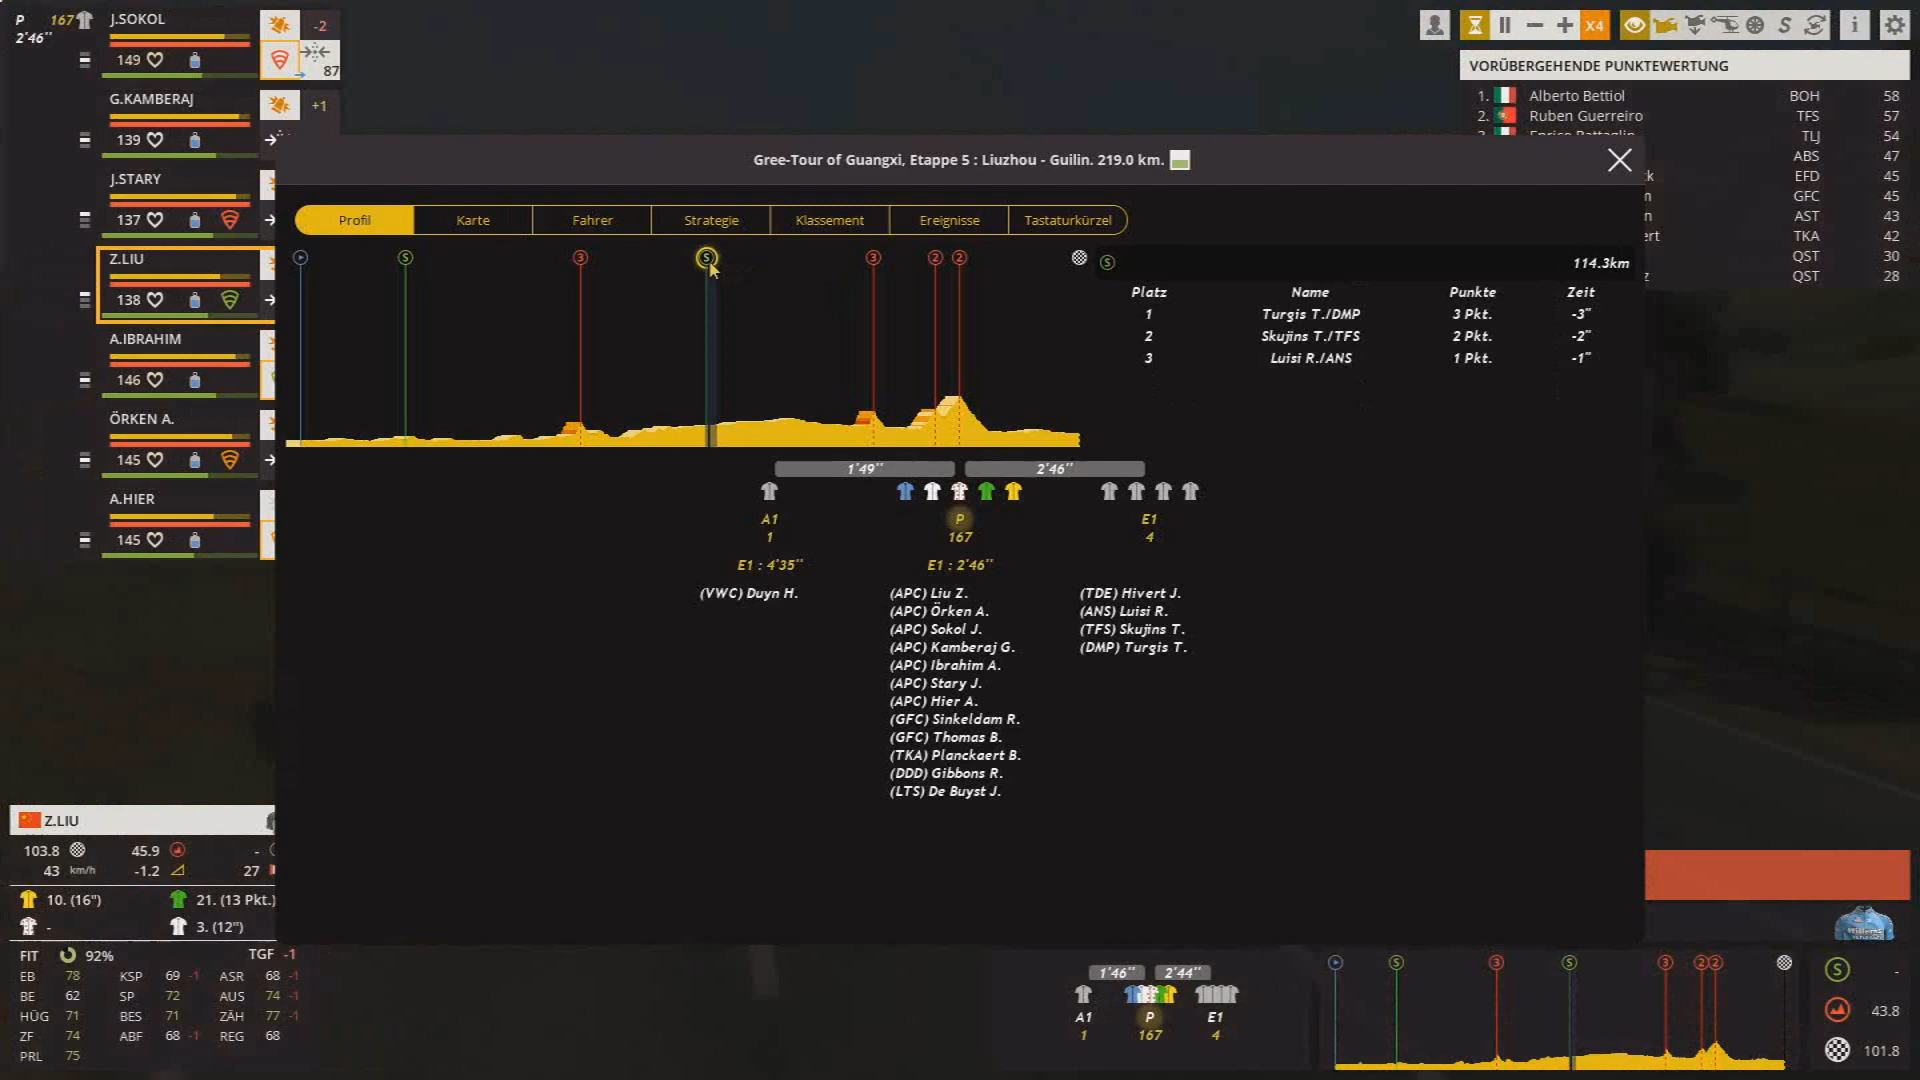 P 167
2'46''
J.SOKOL
-2
149
87
G.KAMBERAJ
+1
139
J.STARY
137
Z.LIU
138
A.IBRAHIM
146
ÖRKEN A.
145
A.HIER
145
X4
S
i
VORÜBERGEHENDE PUNKTEWERTUNG
1. Alberto Bettiol BOH 58
2. Ruben Guerreiro TFS 57
TLJ 54
ABS 47
EFD 45
GFC 45
AST 43
TKA 42
QST 30
QST 28
Gree-Tour of Guangxi, Etappe 5 : Liuzhou - Guilin. 219.0 km.
Profil Karte Fahrer Strategie Klassement Ereignisse Tastaturkürzel
S 3 S 3 2 2
S 114.3km
Platz Name Punkte Zeit
1 Turgis T./DMP 3 Pkt. -3''
2 Skujins T./TFS 2 Pkt. -2''
3 Luisi R./ANS 1 Pkt. -1''
1'49'' 2'46''
A1 P E1
1 167 4
E1 : 4'35'' E1 : 2'46''
(VWC) Duyn H. (APC) Liu Z. (TDE) Hivert J.
(APC) Örken A. (ANS) Luisi R.
(APC) Sokol J. (TFS) Skujins T.
(APC) Kamberaj G. (DMP) Turgis T.
(APC) Ibrahim A.
(APC) Stary J.
(APC) Hier A.
(GFC) Sinkeldam R.
(GFC) Thomas B.
(TKA) Planckaert B.
(DDD) Gibbons R.
(LTS) De Buyst J.
Z.LIU
103.8 45.9 -
43 km/h -1.2 27
10. (16") 21. (13 Pkt.)
- 3. (12")
FIT 92% TGF -1
EB 78 KSP 69 -1 ASR 68 -1
BE 62 SP 72 AUS 74 -1
HÜG 71 BES 71 ZÄH 77 -1
ZF 74 ABF 68 -1 REG 68
PRL 75
1'46'' 2'44''
A1 P E1
1 167 4
S 3 S 3 2 2
S -
43.8
101.8